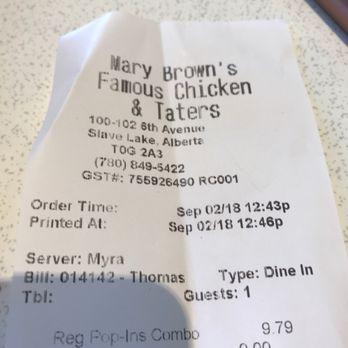 Mary Brown's
Famous Chicken
& Taters
100-102 6th Avenue
Slave Lake, Alberta
T0G 2A3
(780) 849-5422
GST#: 755926490 RC001
Order Time: Sep 02/18 12:43p
Printed At: Sep 02/18 12:46p
Server: Myra
Bill: 014142 - Thomas Type: Dine In
Tbl: Guests: 1
Reg Pop-Ins Combo 9.79
0.00